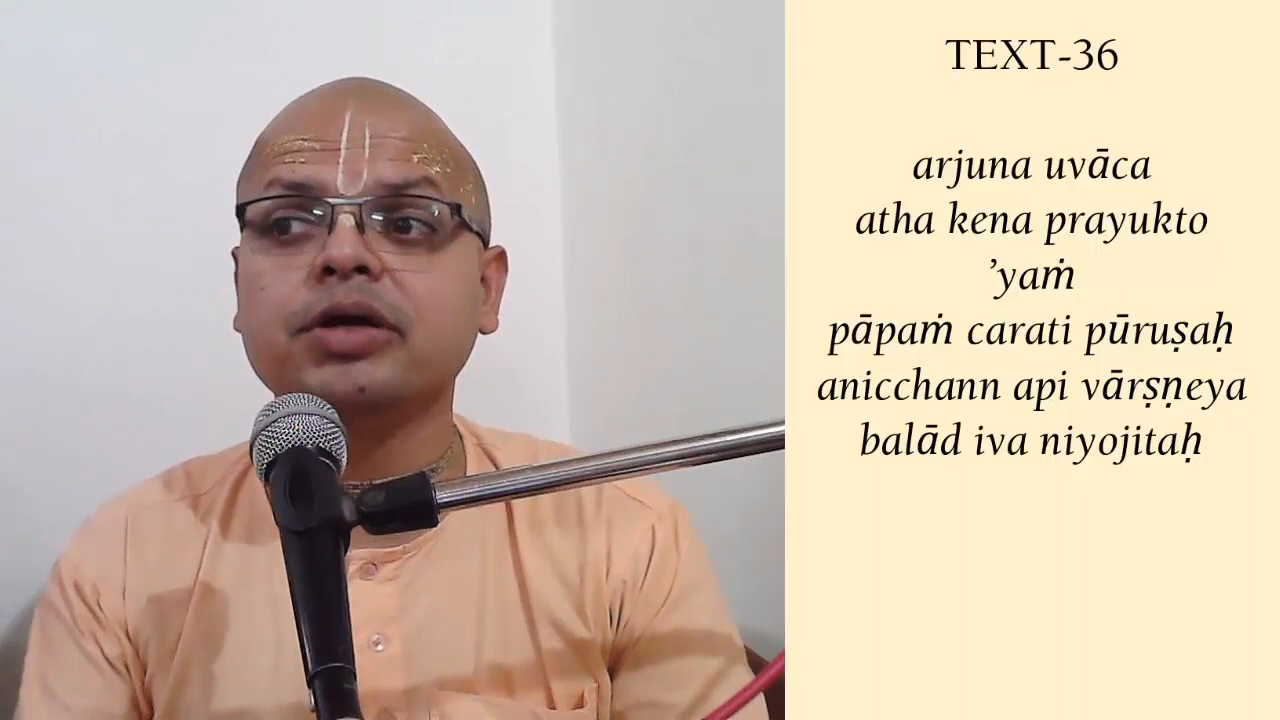 TEXT-36
arjuna uvāca
atha kena prayukto
’yaṁ
pāpaṁ carati pūruṣaḥ
anicchann api vārṣṇeya
balād iva niyojitaḥ